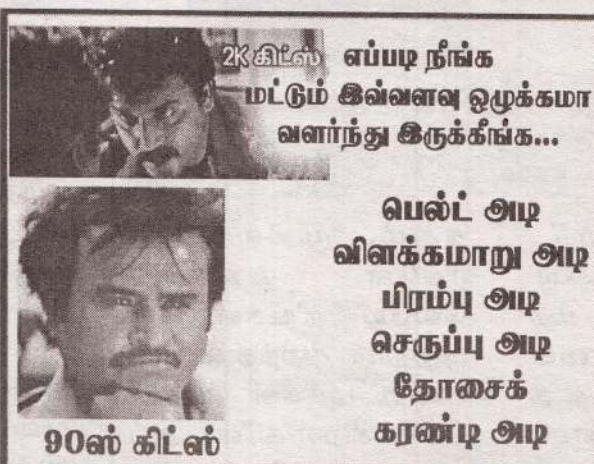 2K கிட்ஸ்
எப்படி நீங்க
மட்டும் இவ்வளவு ஒழுக்கமா
வளர்ந்து இருக்கீங்க...
பெல்ட் அடி
விளக்கமாறு அடி
பிரம்பு அடி
செருப்பு அடி
தோசைக்
கரண்டி அடி
90ஸ் கிட்ஸ்